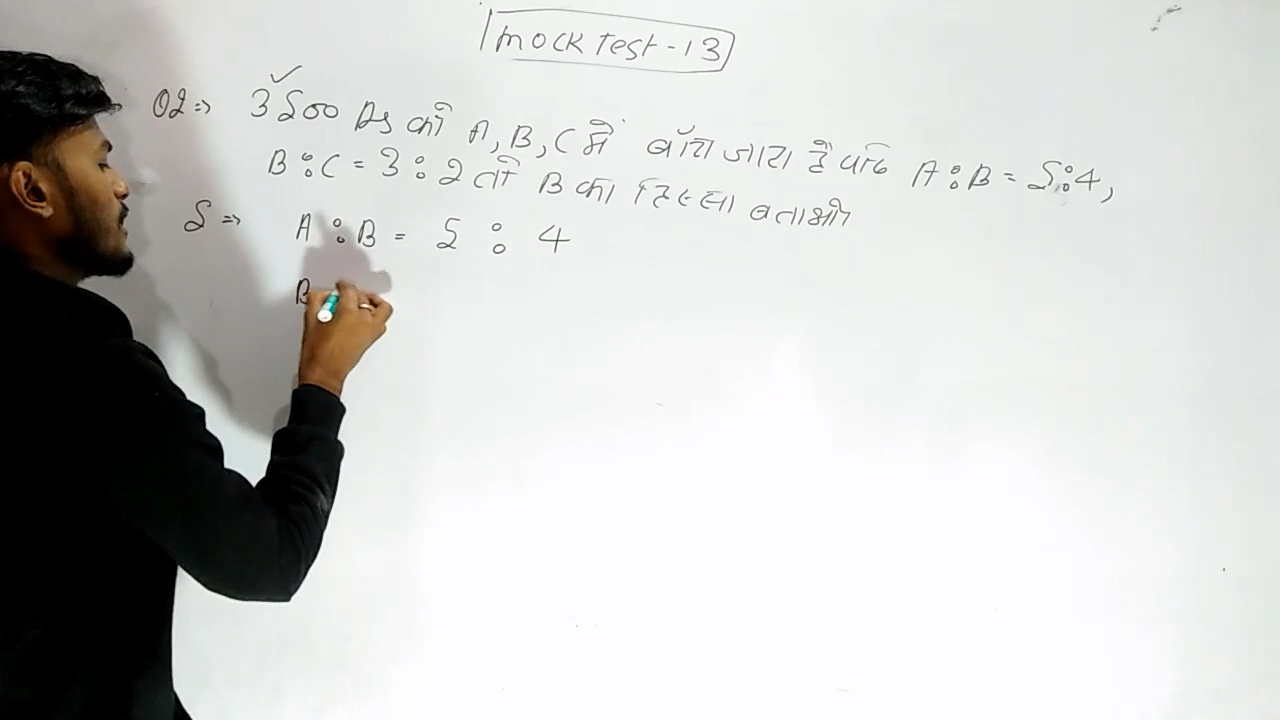 mock Test - 13
Q2 => 3500 Rs को A, B, C में बाँटा जाता है यदि A : B = 5 : 4,
B : C = 3 : 2 तो B का हिस्सा बताओ
S => A : B = 5 : 4
B